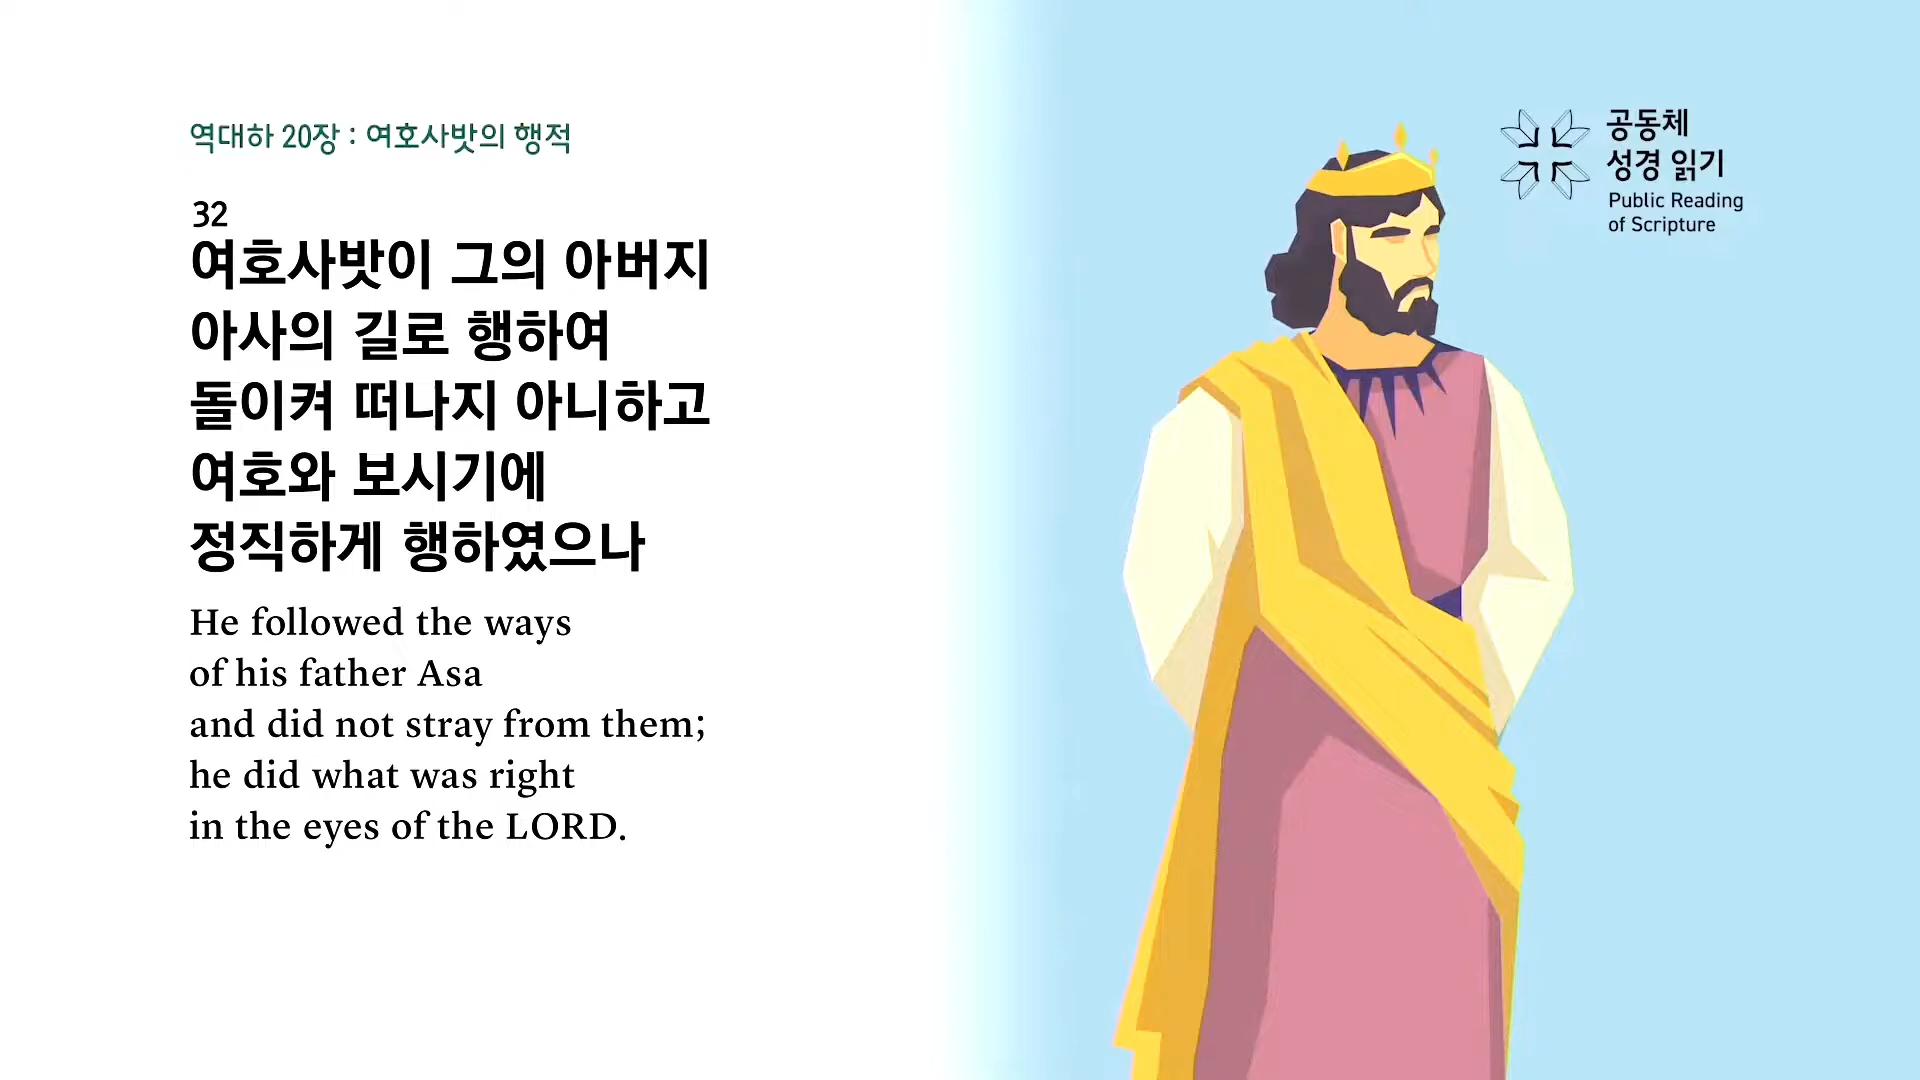 역대하 20장 : 여호사밧의 행적
32
여호사밧이 그의 아버지
아사의 길로 행하여
돌이켜 떠나지 아니하고
여호와 보시기에
정직하게 행하였으나
He followed the ways
of his father Asa
and did not stray from them;
he did what was right
in the eyes of the LORD.
공동체
성경 읽기
Public Reading
of Scripture